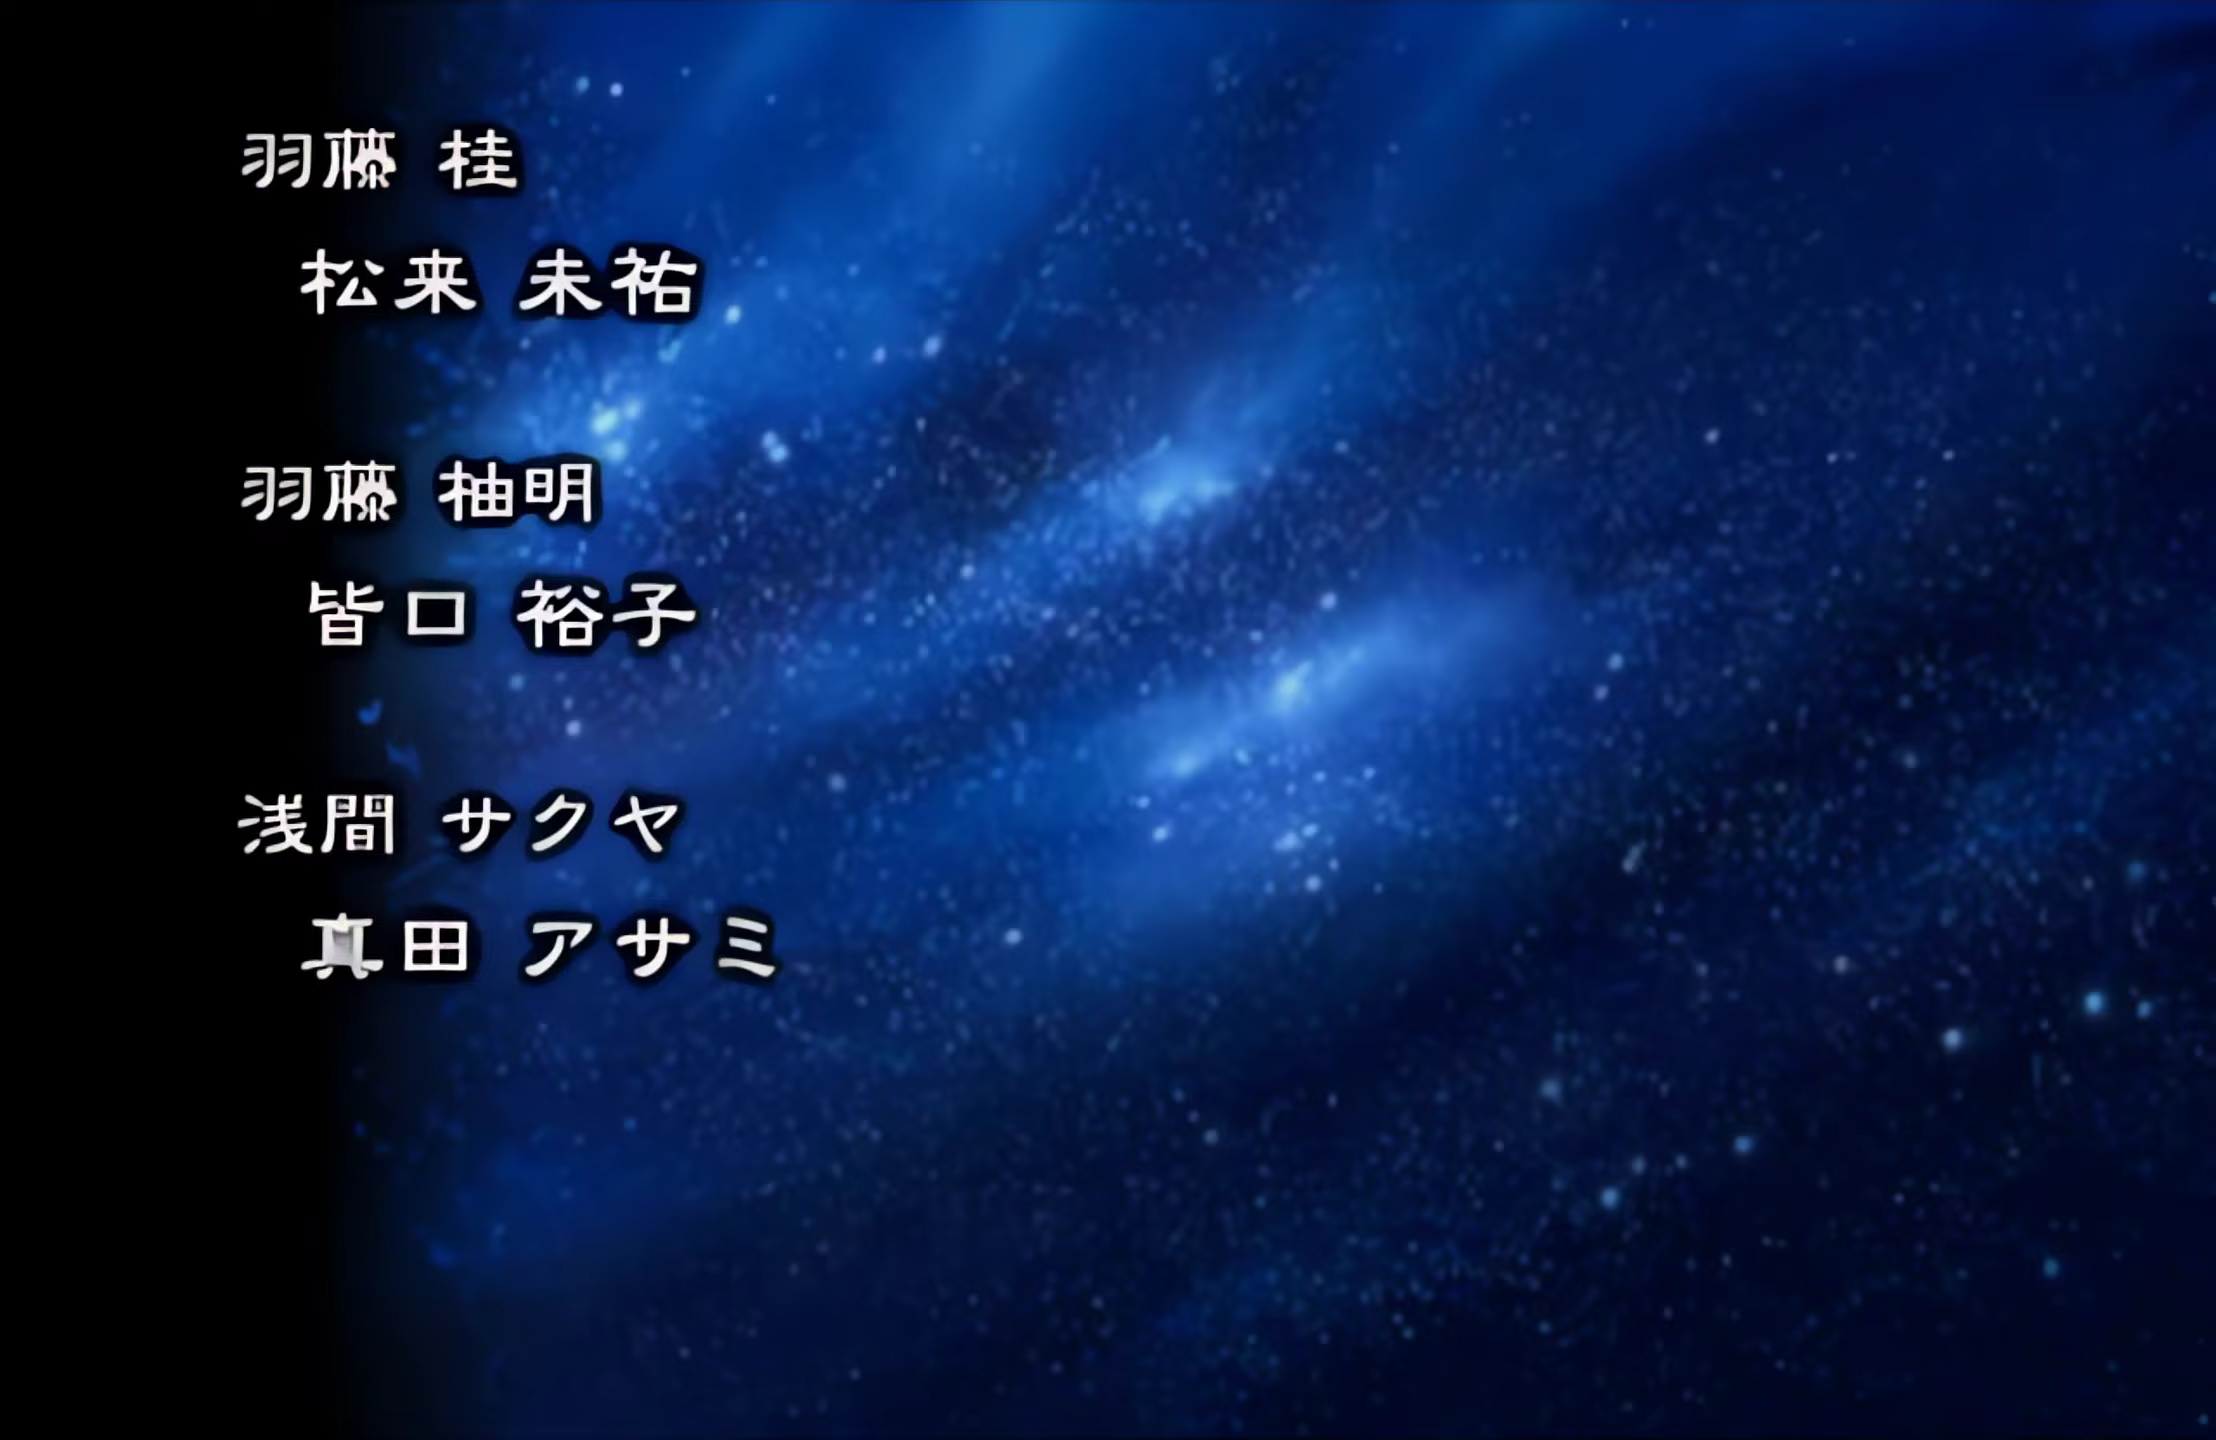 羽藤 桂
松来 未祐
羽藤 柚明
皆口 裕子
浅間 サクヤ
真田 アサミ